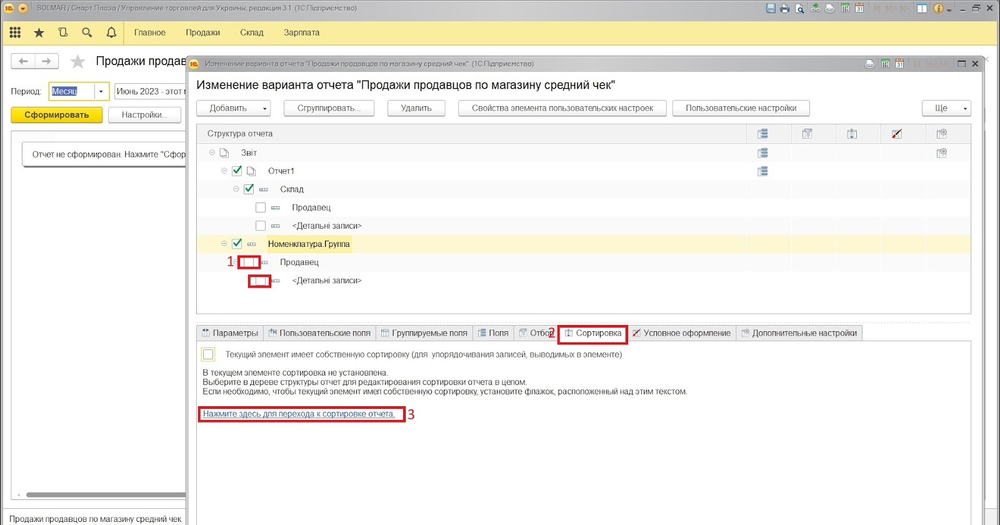 SOLMAR / Смарт Плаза / Управление торговлей для Украины, редакция 3.1 (1С:Підприємство)
M M+ M-
Главное Продажи Склад Зарплата
Продажи продав
Период: Месяц Июнь 2023 - этот м
Сформировать Настройки...
Отчет не сформирован. Нажмите "Сфор
Изменение варианта отчета "Продажи продавцов по магазину средний чек" (1С:Підприємство)
M M+ M-
Изменение варианта отчета "Продажи продавцов по магазину средний чек"
Добавить Сгруппировать... Удалить Свойства элемента пользовательских настроек Пользовательские настройки Ще
Структура отчета
Звіт
Отчет1
Склад
Продавец
<Детальні записи>
Номенклатура.Группа
1 Продавец
<Детальні записи>
Параметры Пользовательские поля Группируемые поля Поля Отбор 2 Сортировка Условное оформление Дополнительные настройки
Текущий элемент имеет собственную сортировку (для упорядочивания записей, выводимых в элементе)
В текущем элементе сортировка не установлена.
Выберите в дереве структуры отчет для редактирования сортировки отчета в целом.
Если необходимо, чтобы текущий элемент имел собственную сортировку, установите флажок, расположенный над этим текстом.
Нажмите здесь для перехода к сортировке отчета. 3
Продажи продавцов по магазину средний чек